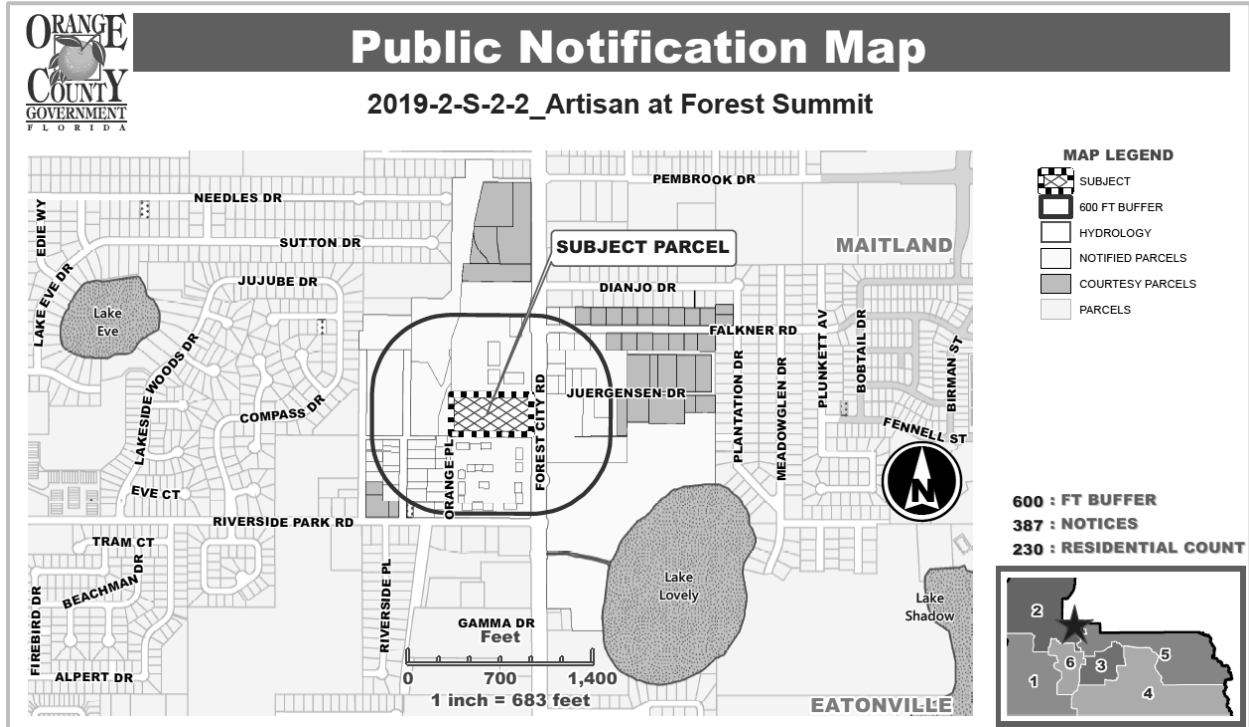 ORANGE
COUNTY
GOVERNMENT
FLORIDA
Public Notification Map
2019-2-S-2-2_Artisan at Forest Summit
MAP LEGEND
SUBJECT
600 FT BUFFER
HYDROLOGY
NOTIFIED PARCELS
COURTESY PARCELS
PARCELS
PEMBROOK DR
NEEDLES DR
EDIE WY
SUTTON DR
SUBJECT PARCEL
MAITLAND
LAKE EVE DR
JUJUBE DR
DIANJO DR
Lake
Eve
FALKNER RD
LAKESIDE WOODS DR
COMPASS DR
FOREST CITY RD
JUERGENSEN DR
PLANTATION DR
MEADOWGLEN DR
PLUNKETT AV
BOBTAIL DR
BIRMAN ST
FENNELL ST
ORANGE PL
EVE CT
N
RIVERSIDE PARK RD
TRAM CT
BEACHMAN DR
FIREBIRD DR
ALPERT DR
RIVERSIDE PL
Lake
Lovely
Lake
Shadow
GAMMA DR
Feet
0 700 1,400
1 inch = 683 feet
EATONVILLE
600 : FT BUFFER
387 : NOTICES
230 : RESIDENTIAL COUNT
2
5
6
3
1
4